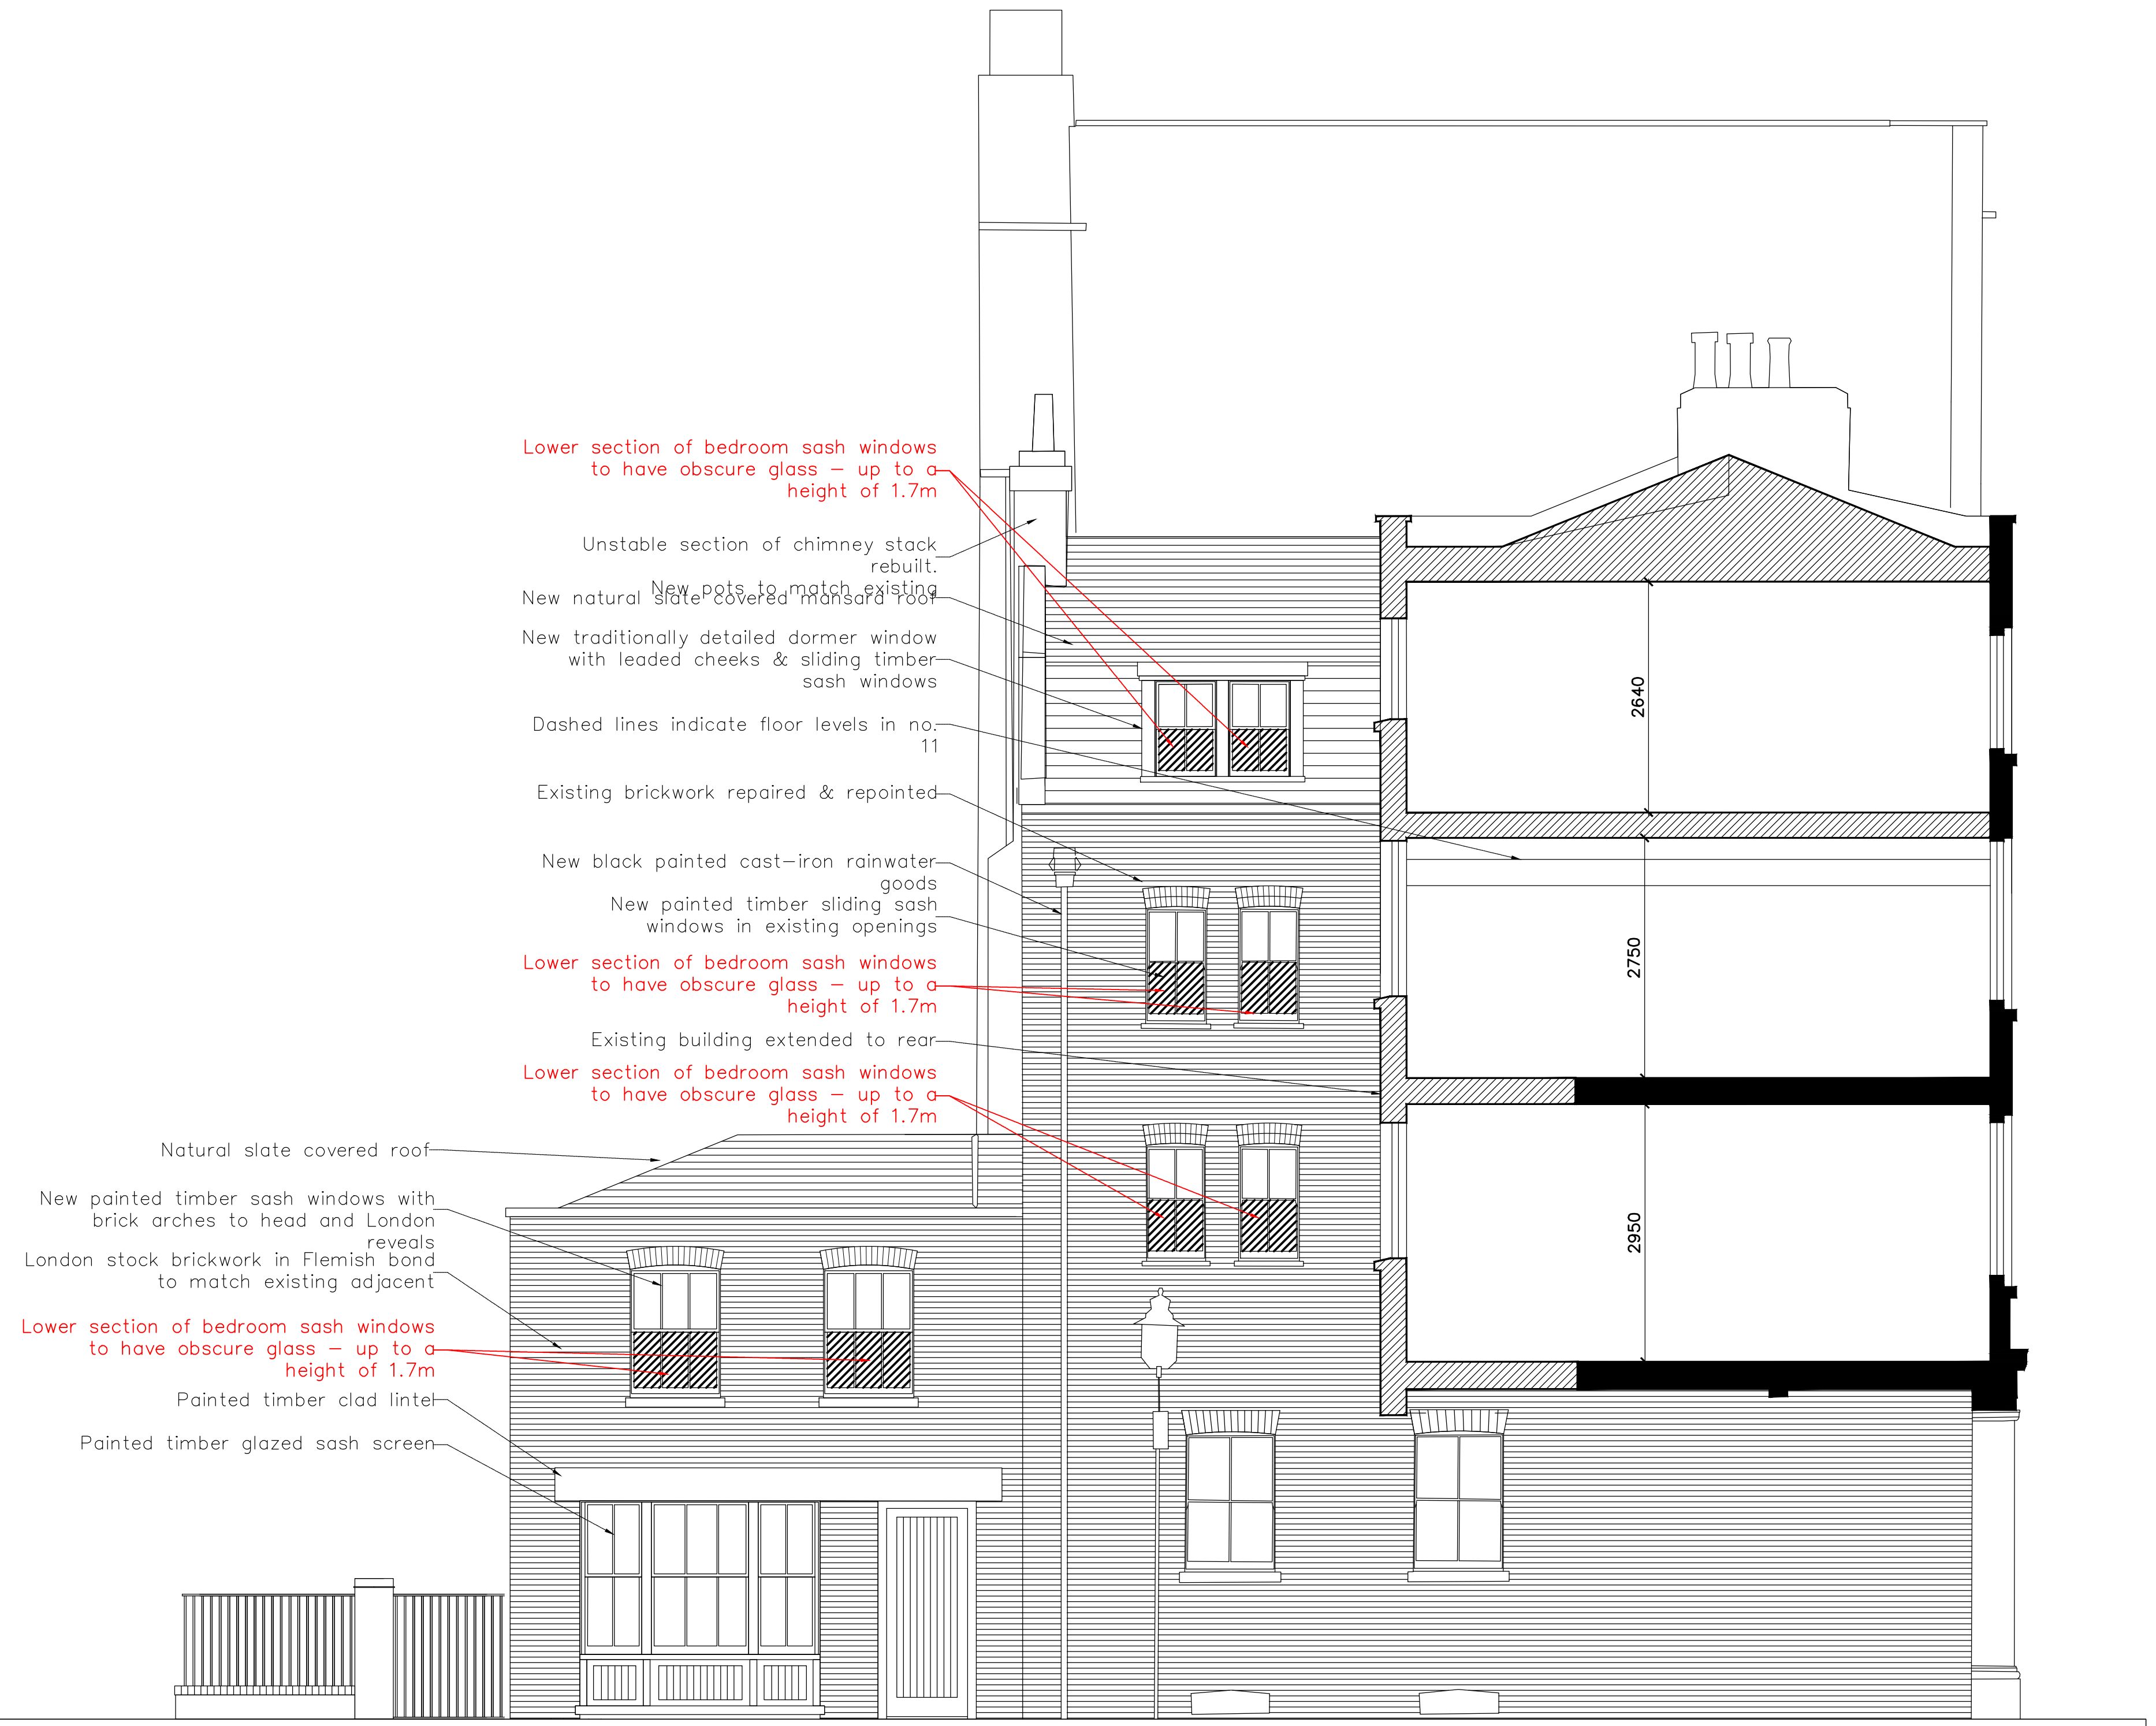 Lower section of bedroom sash windows
to have obscure glass – up to a
height of 1.7m
Unstable section of chimney stack
rebuilt.
New pots to match existing
New natural slate covered mansard roof
New traditionally detailed dormer window
with leaded cheeks & sliding timber
sash windows
Dashed lines indicate floor levels in no.
11
Existing brickwork repaired & repointed
New black painted cast-iron rainwater
goods
New painted timber sliding sash
windows in existing openings
Lower section of bedroom sash windows
to have obscure glass – up to a
height of 1.7m
Existing building extended to rear
Lower section of bedroom sash windows
to have obscure glass – up to a
height of 1.7m
Natural slate covered roof
New painted timber sash windows with
brick arches to head and London
reveals
London stock brickwork in Flemish bond
to match existing adjacent
Lower section of bedroom sash windows
to have obscure glass – up to a
height of 1.7m
Painted timber clad lintel
Painted timber glazed sash screen
2640
2750
2950